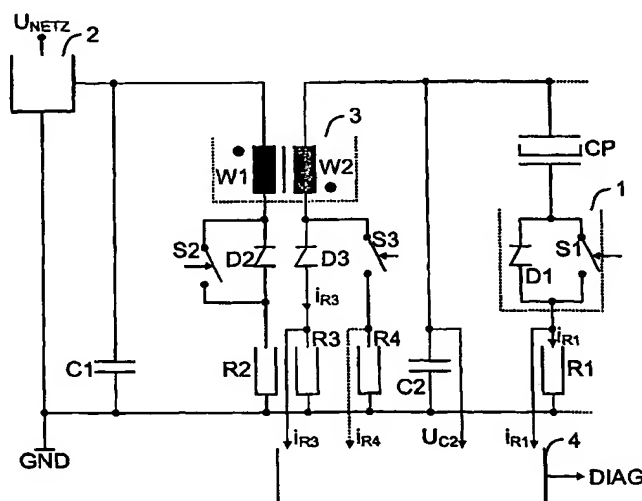 U_NETZ
2
3
CP
W1
W2
1
S2
D2
D3
S3
D1
S1
iR3
iR1
C1
R2
R3
R4
C2
R1
GND
iR3
iR4
UC2
iR1
4
DIAG